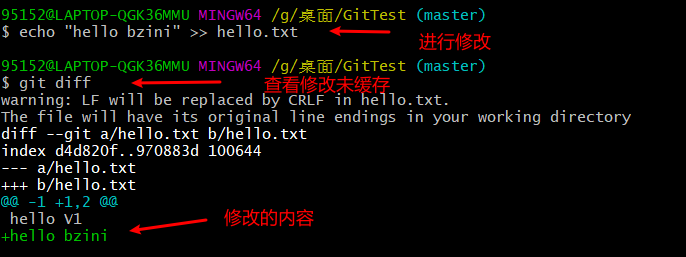 95152@LAPTOP-QGK36MMU MINGW64 /g/桌面/GitTest (master)
$ echo "hello bzini" >> hello.txt
进行修改
95152@LAPTOP-QGK36MMU MINGW64 /g/桌面/GitTest (master)
$ git diff
查看修改未缓存
warning: LF will be replaced by CRLF in hello.txt.
The file will have its original line endings in your working directory
diff --git a/hello.txt b/hello.txt
index d4d820f..970883d 100644
--- a/hello.txt
+++ b/hello.txt
@@ -1 +1,2 @@
 hello V1
修改的内容
+hello bzini